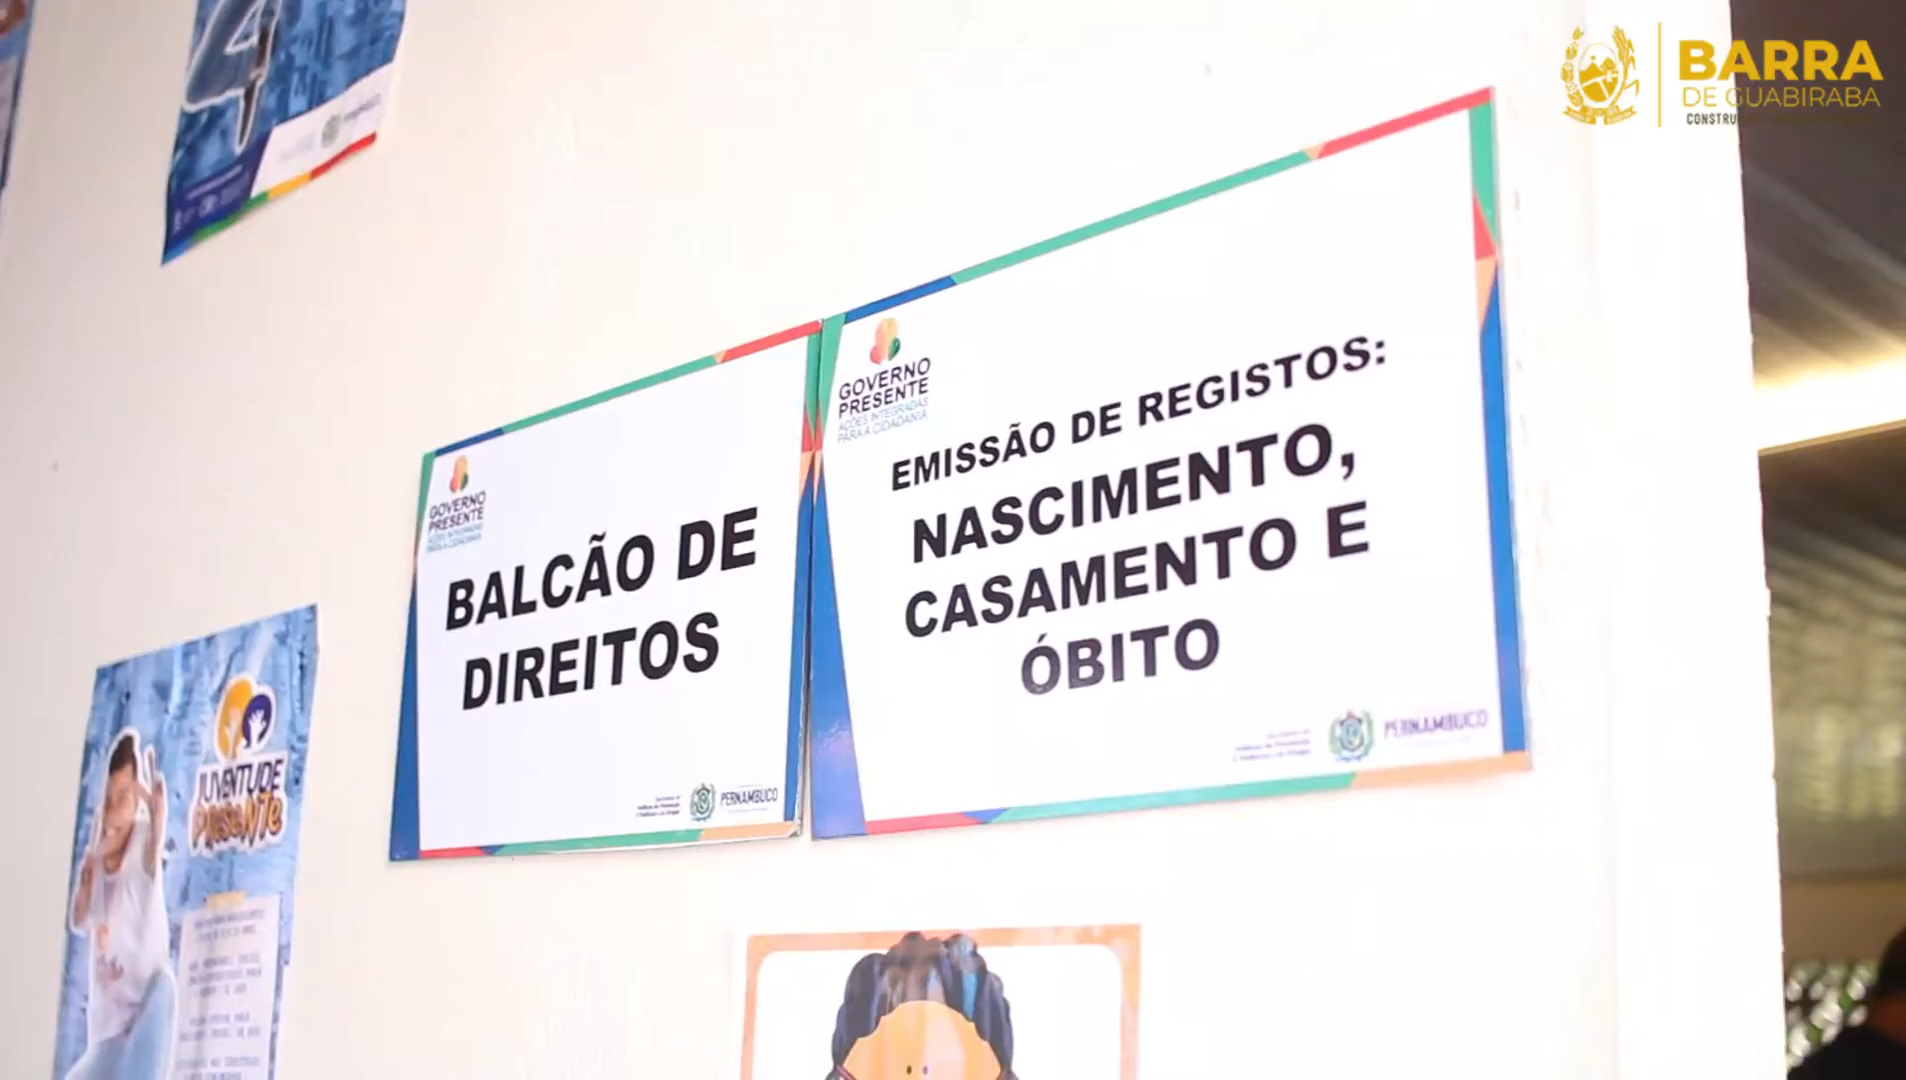 BARRA
DE GUABIRABA
GOVERNO
PRESENTE
AÇÕES INTEGRADAS
PARA A CIDADANIA
BALCÃO DE
DIREITOS
PERNAMBUCO
GOVERNO
PRESENTE
AÇÕES INTEGRADAS
PARA A CIDADANIA
EMISSÃO DE REGISTOS:
NASCIMENTO,
CASAMENTO E
ÓBITO
PERNAMBUCO
JUVENTUDE
PRESENTE